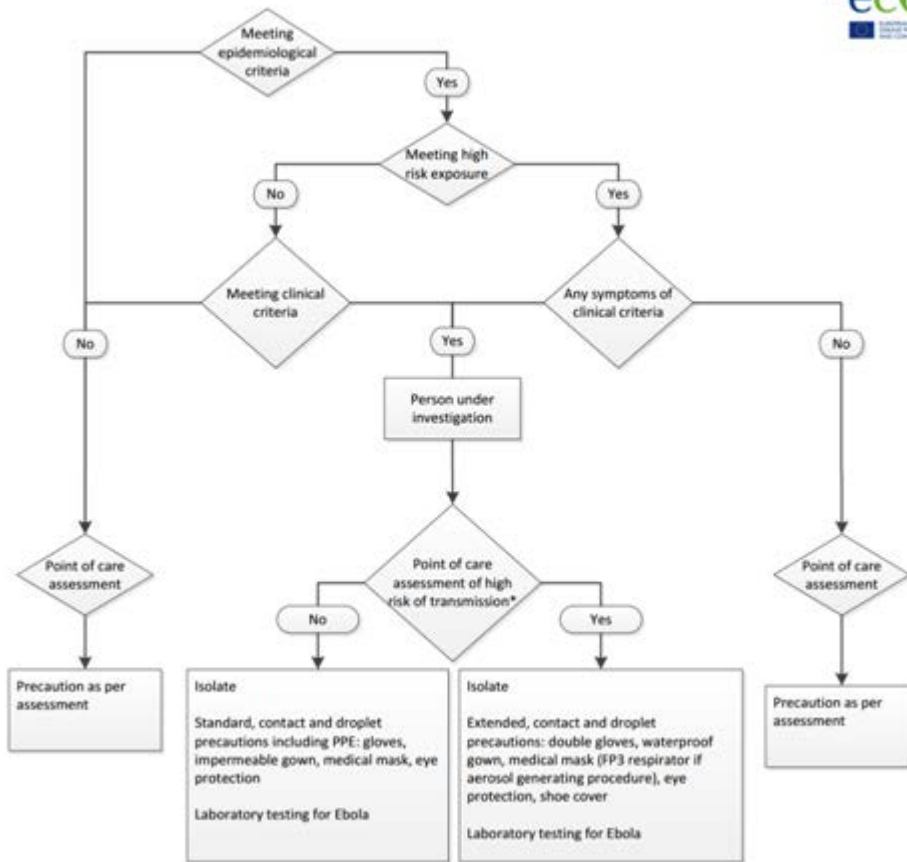 Meeting
epidemiological
criteria
Yes
Meeting high
risk exposure
No
Yes
Meeting clinical
criteria
Any symptoms of
clinical criteria
No
Yes
No
Person under
investigation
Point of care
assessment
Point of care
assessment of high
risk of transmission*
Point of care
assessment
No
Yes
Precaution as per
assessment
Isolate
Standard, contact and droplet
precautions including PPE: gloves,
impermeable gown, medical mask, eye
protection
Laboratory testing for Ebola
Isolate
Extended, contact and droplet
precautions: double gloves, waterproof
gown, medical mask (FP3 respirator if
aerosol generating procedure), eye
protection, shoe cover
Laboratory testing for Ebola
Precaution as per
assessment